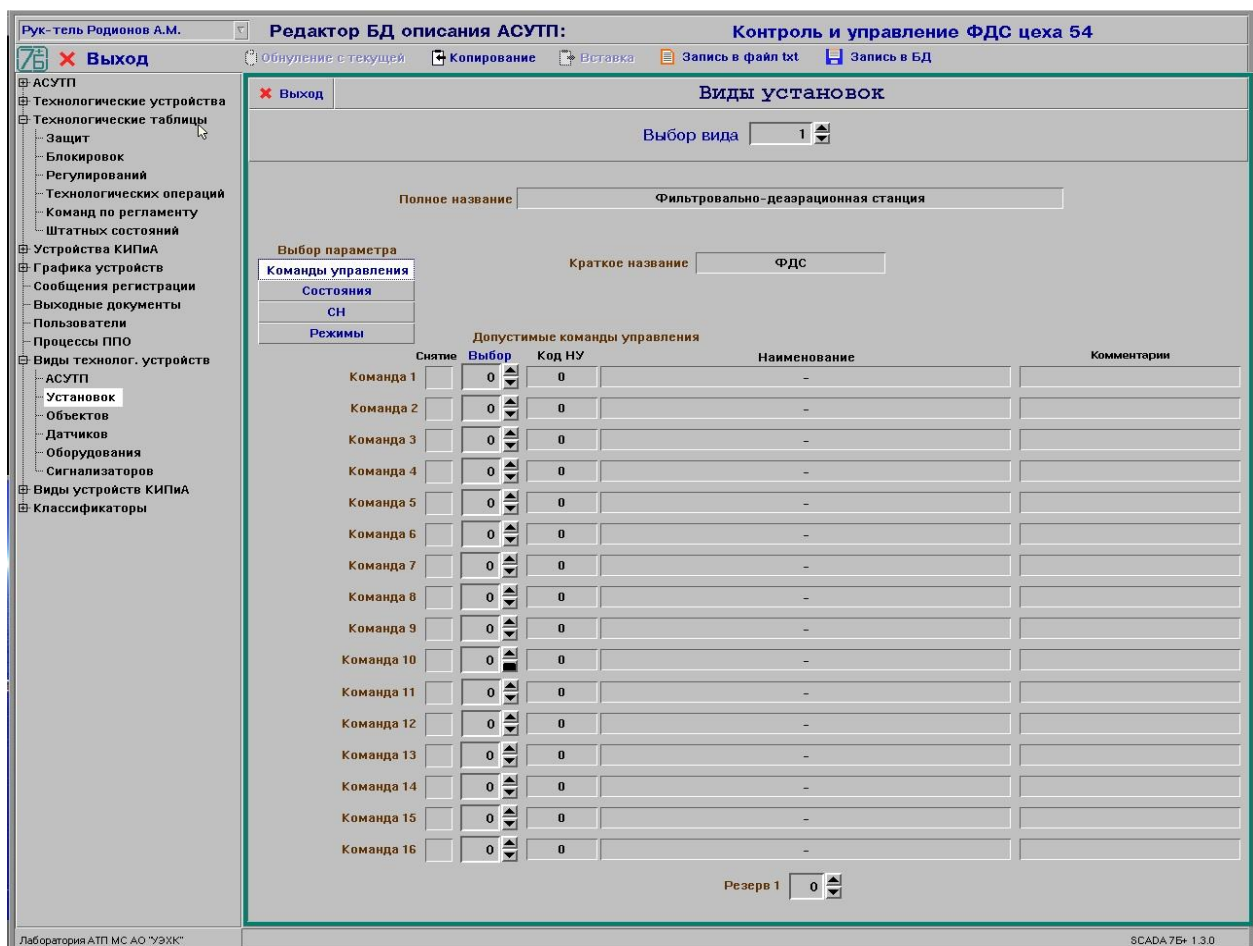 Рук-тель Родионов А.М.
Редактор БД описания АСУТП:
Контроль и управление ФДС цеха 54
7Б Выход
Обнуление с текущей
Копирование
Вставка
Запись в файл txt
Запись в БД
АСУТП
Технологические устройства
Технологические таблицы
Защит
Блокировок
Регулирований
Технологических операций
Команд по регламенту
Штатных состояний
Устройства КИПиА
Графика устройств
Сообщения регистрации
Выходные документы
Пользователи
Процессы ППО
Виды технолог. устройств
АСУТП
Установок
Объектов
Датчиков
Оборудования
Сигнализаторов
Виды устройств КИПиА
Классификаторы
Выход
Виды установок
Выбор вида 1
Полное название Фильтровально-деаэрационная станция
Выбор параметра
Краткое название ФДС
Команды управления
Состояния
СН
Режимы
Допустимые команды управления
Снятие Выбор Код НУ Наименование Комментарии
Команда 1 0 0 -
Команда 2 0 0 -
Команда 3 0 0 -
Команда 4 0 0 -
Команда 5 0 0 -
Команда 6 0 0 -
Команда 7 0 0 -
Команда 8 0 0 -
Команда 9 0 0 -
Команда 10 0 0 -
Команда 11 0 0 -
Команда 12 0 0 -
Команда 13 0 0 -
Команда 14 0 0 -
Команда 15 0 0 -
Команда 16 0 0 -
Резерв 1 0
Лаборатория АТП МС АО "УЭХК"
SCADA 7Б+ 1.3.0